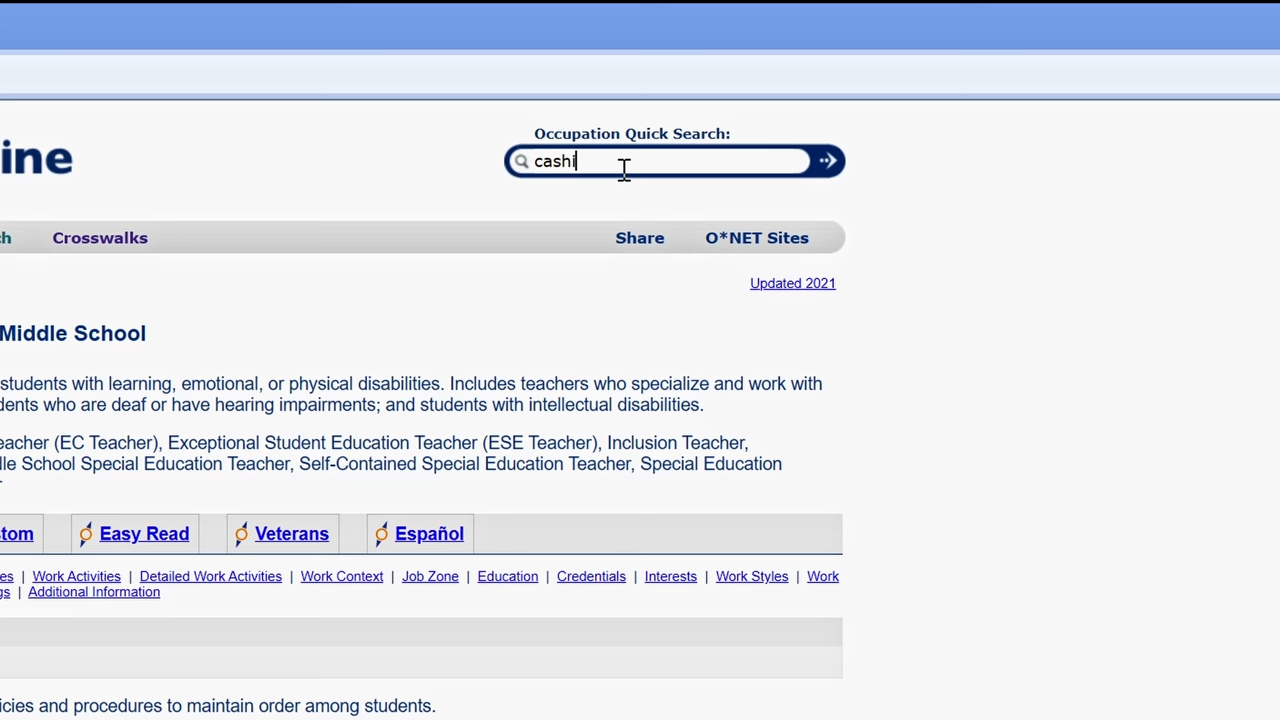 Occupation Quick Search:
ine
cashi
ch
Crosswalks
Share
O*NET Sites
Updated 2021
Middle School
students with learning, emotional, or physical disabilities. Includes teachers who specialize and work with
dents who are deaf or have hearing impairments; and students with intellectual disabilities.
eacher (EC Teacher), Exceptional Student Education Teacher (ESE Teacher), Inclusion Teacher,
lle School Special Education Teacher, Self-Contained Special Education Teacher, Special Education
stom
Easy Read
Veterans
Español
es | Work Activities | Detailed Work Activities | Work Context | Job Zone | Education | Credentials | Interests | Work Styles | Work
gs | Additional Information
icies and procedures to maintain order among students.